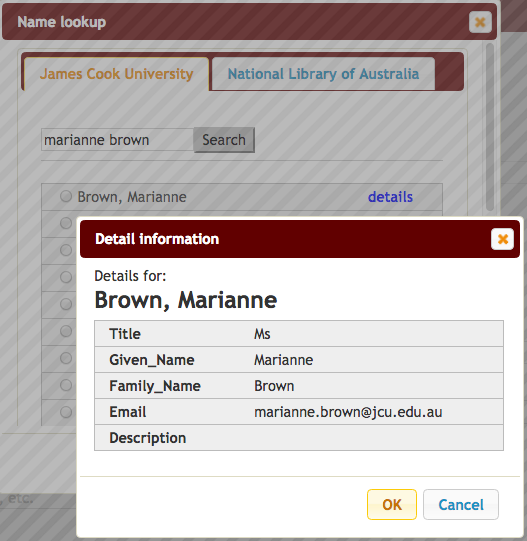 Name lookup
James Cook University National Library of Australia
marianne brown Search
Brown, Marianne details
Detail information
Details for:
Brown, Marianne
Title Ms
Given_Name Marianne
Family_Name Brown
Email marianne.brown@jcu.edu.au
Description
, etc.
OK Cancel